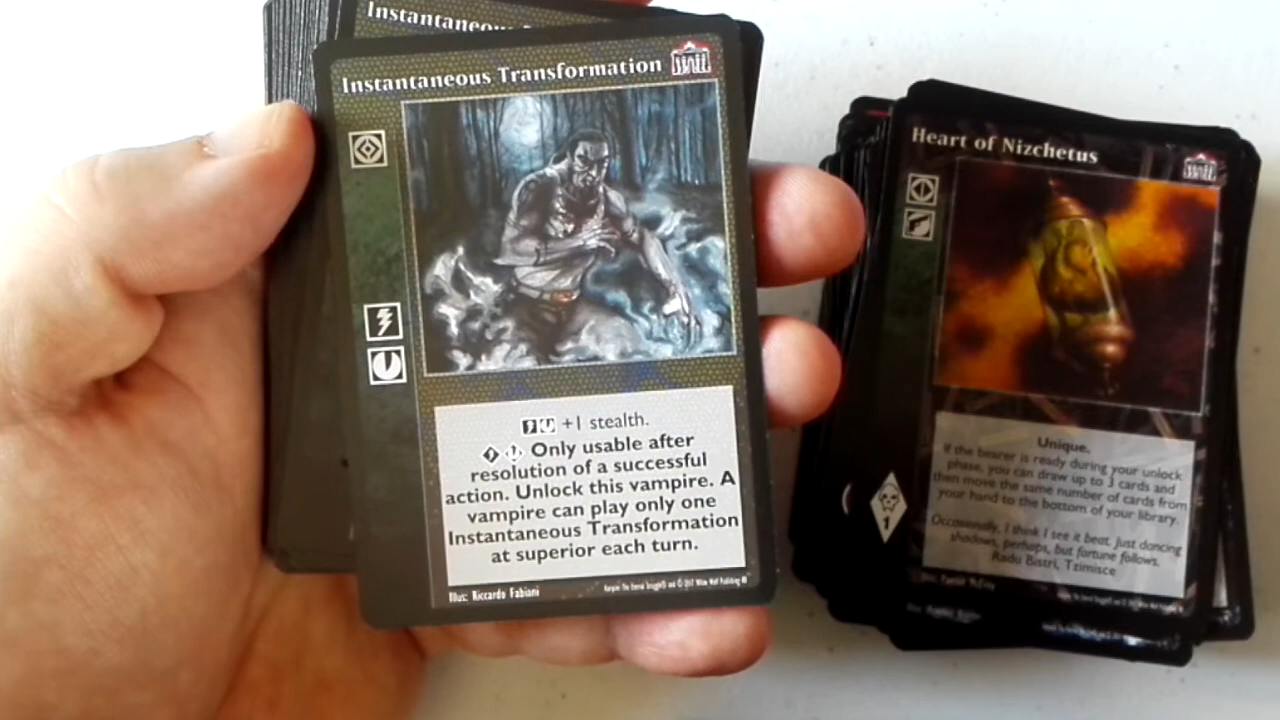 Instantaneous
Instantaneous Transformation
+1 stealth.
Only usable after
resolution of a successful
action. Unlock this vampire. A
vampire can play only one
Instantaneous Transformation
at superior each turn.
Illus: Riccardo Fabiani
Heart of Nizchetus
Unique.
If the bearer is ready during your unlock
phase, you can draw up to 3 cards and
then move the same number of cards from
your hand to the bottom of your library.
Occasionally, I think I see it beat. Just dancing
shadows, perhaps, but fortune follows.
Radu Bistri, Tzimisce
1